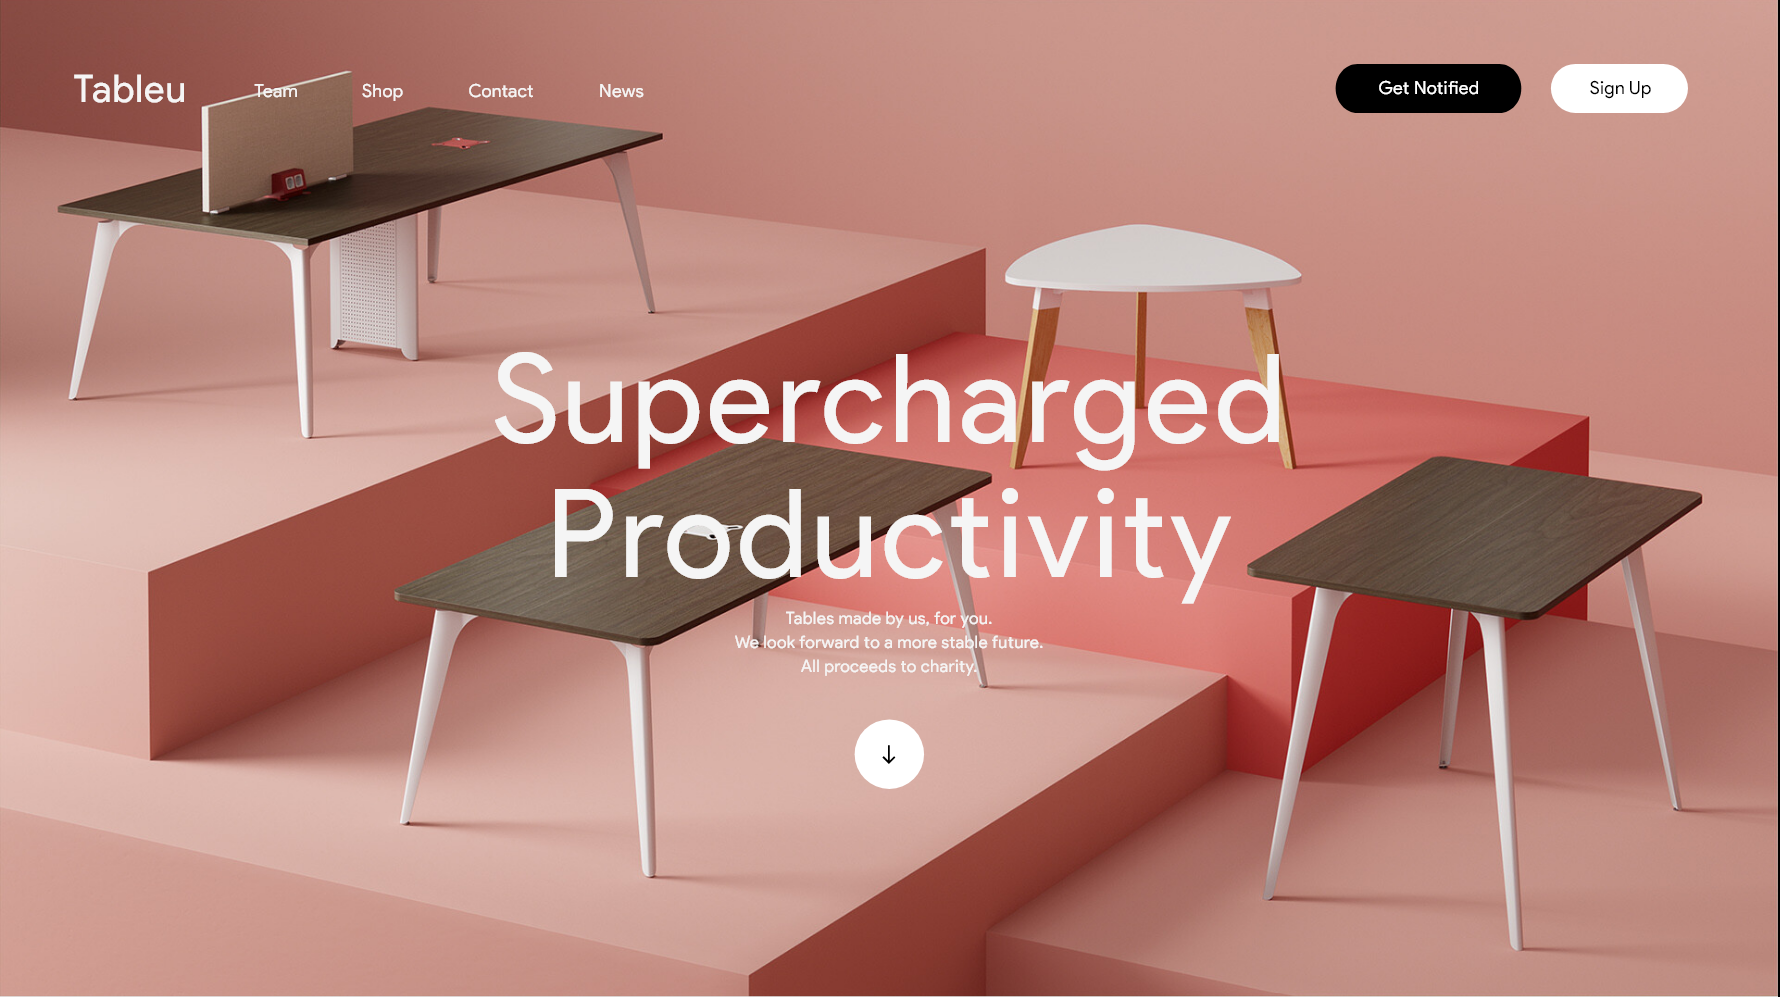 Tableu
Team
Shop
Contact
News
Get Notified
Sign Up
Supercharged
Productivity
Tables made by us, for you.
We look forward to a more stable future.
All proceeds to charity.